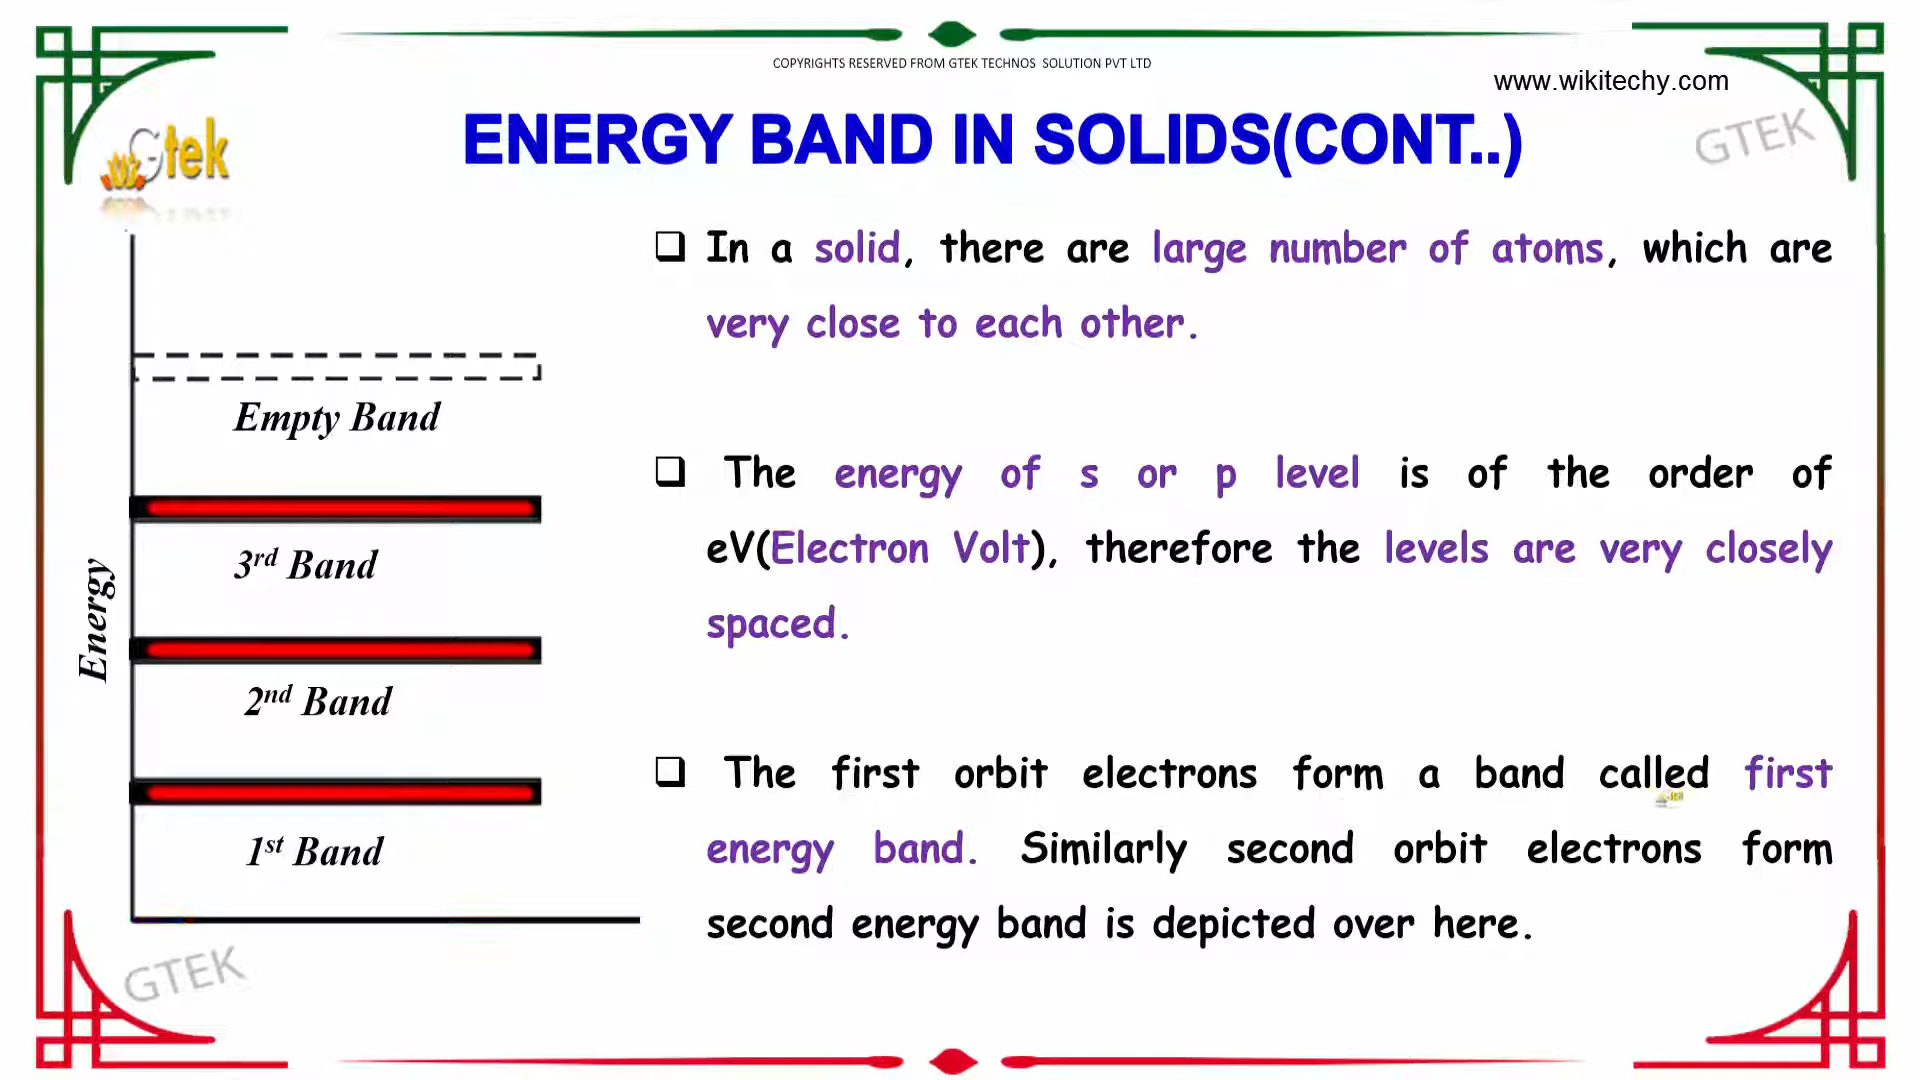 COPYRIGHTS RESERVED FROM GTEK TECHNOS SOLUTION PVT LTD
www.wikitechy.com
Gtek
ENERGY BAND IN SOLIDS(CONT..)
GTEK
In a solid, there are large number of atoms, which are
very close to each other.
The energy of s or p level is of the order of
eV(Electron Volt), therefore the levels are very closely
spaced.
The first orbit electrons form a band called first
energy band. Similarly second orbit electrons form
second energy band is depicted over here.
Empty Band
3rd Band
Energy
2nd Band
1st Band
GTEK